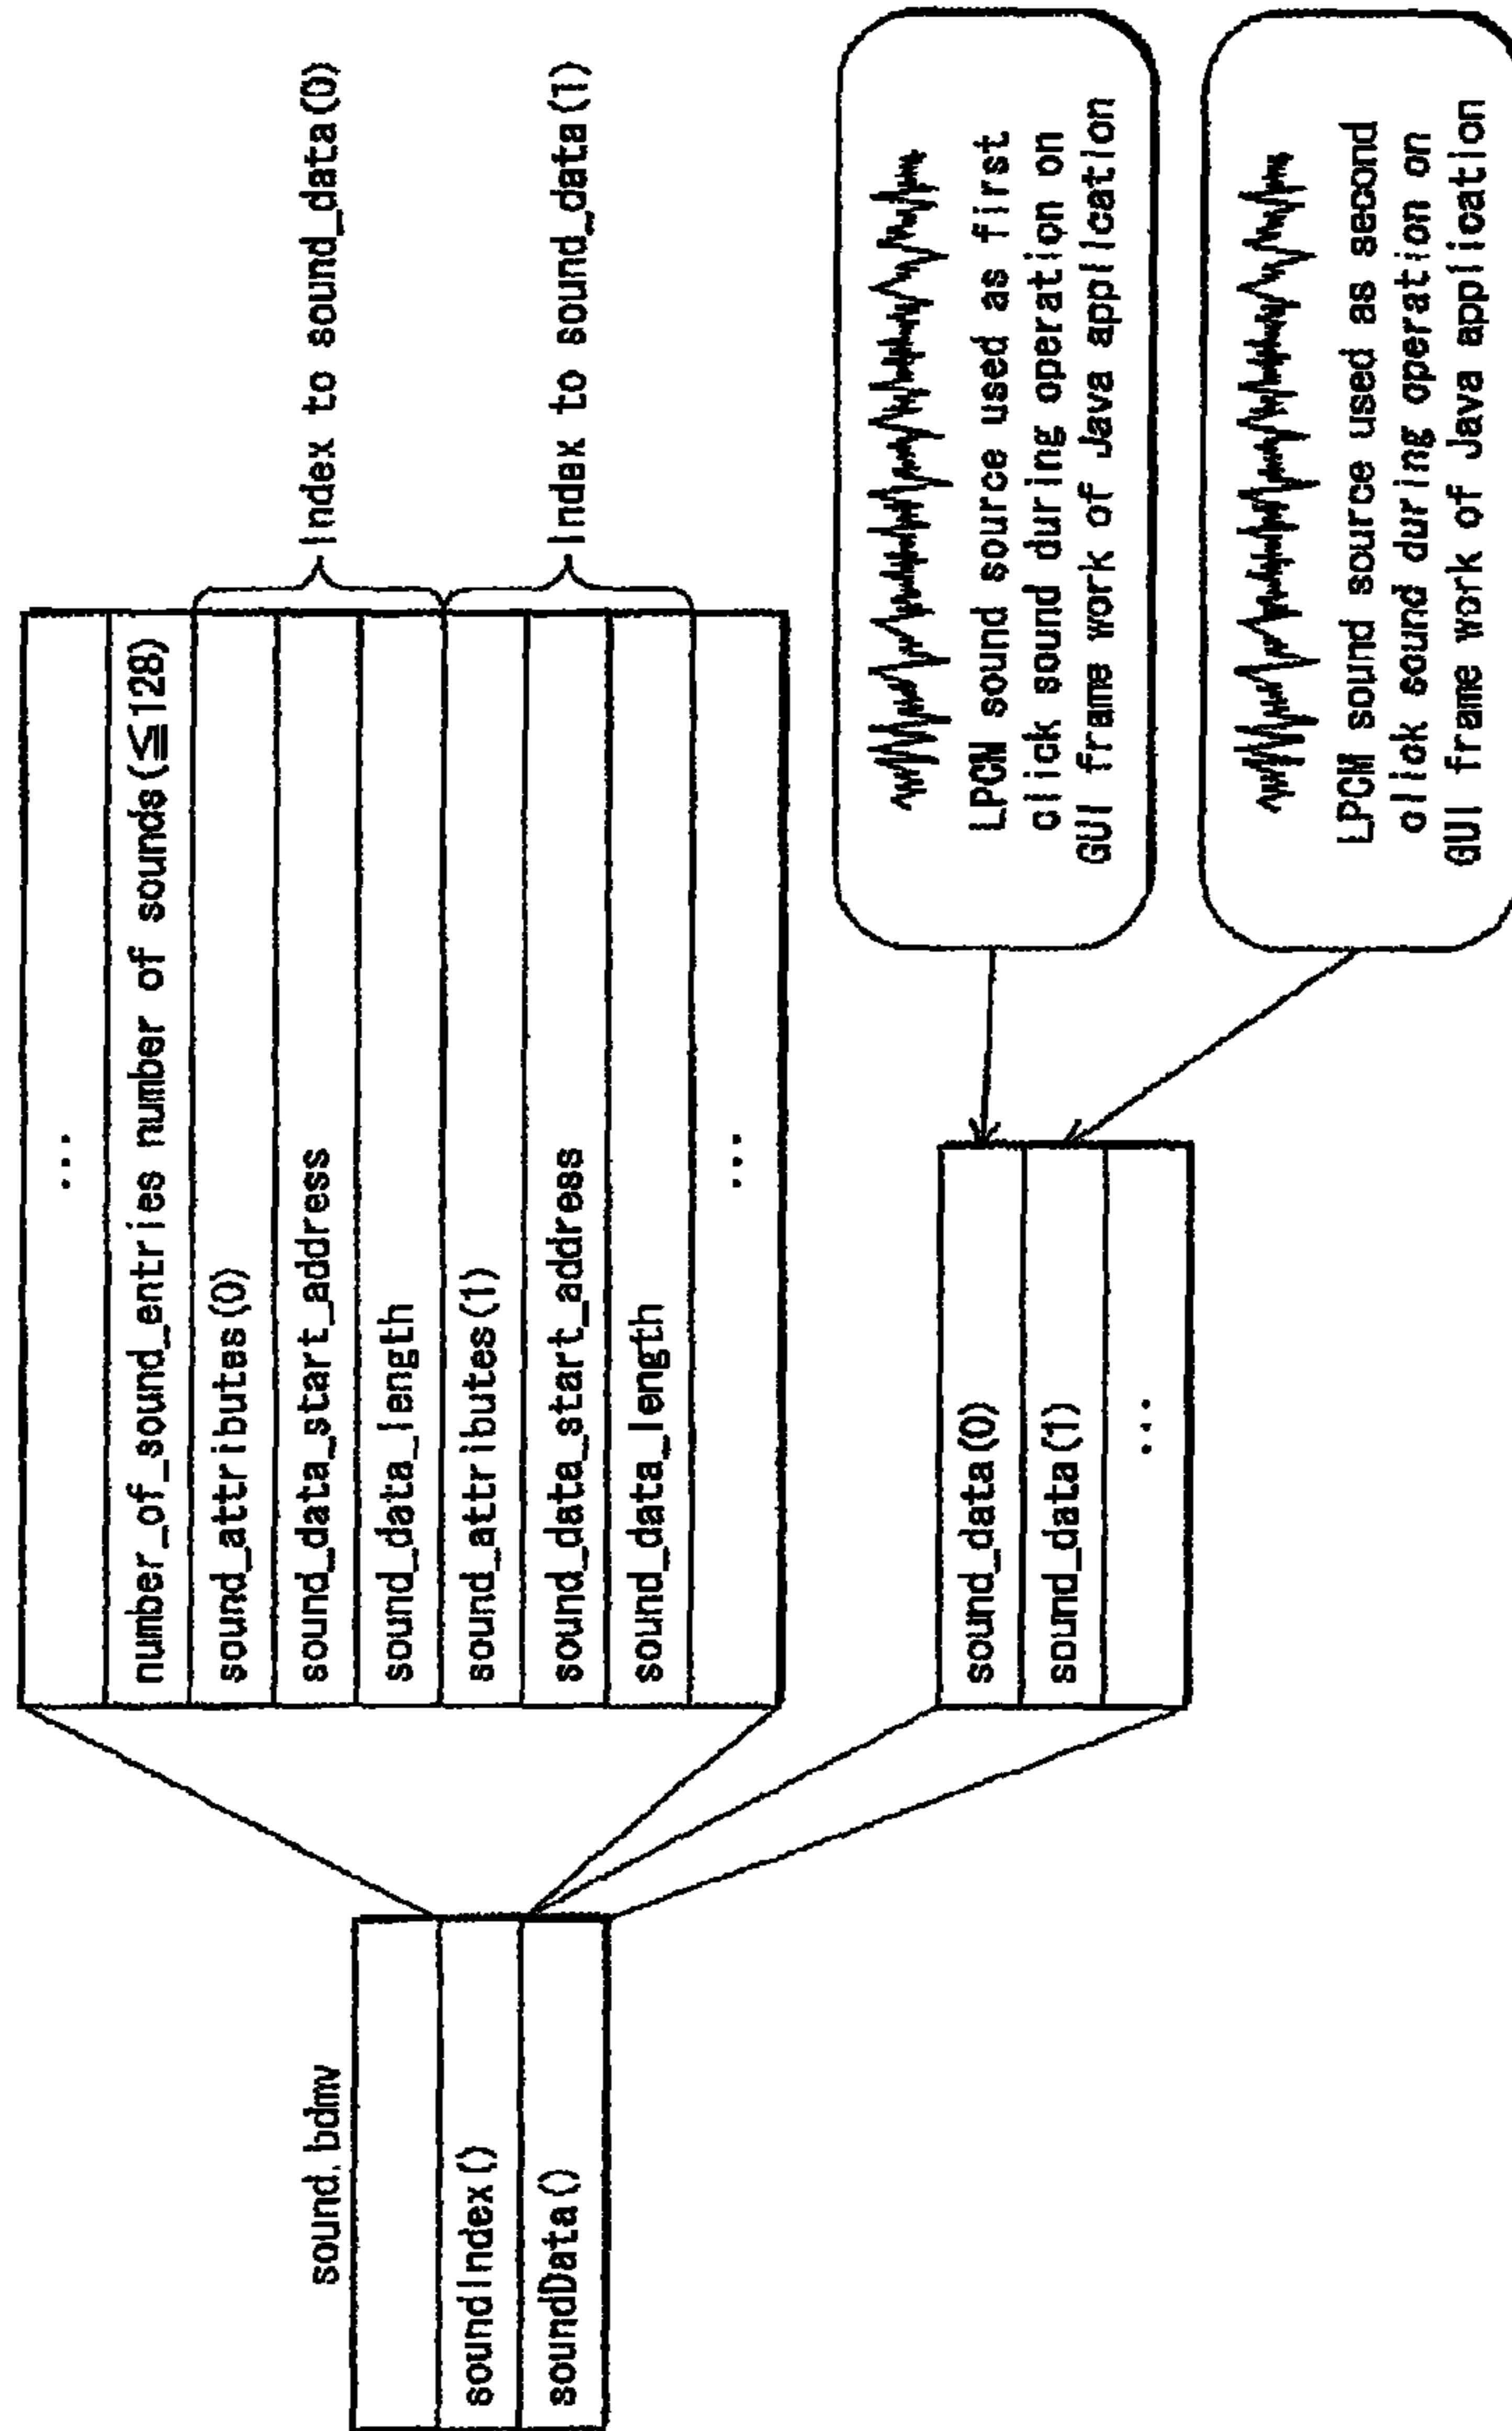 sound.bdmv
soundIndex()
soundData()
...
number_of_sound_entries number of sounds(≦128)
sound_attributes(0)
sound_data_start_address
sound_data_length
sound_attributes(1)
sound_data_start_address
sound_data_length
...
Index to sound_data(0)
Index to sound_data(1)
sound_data(0)
sound_data(1)
...
LPCM sound source used as first
click sound during operation on
GUI frame work of Java application
LPCM sound source used as second
click sound during operation on
GUI frame work of Java application